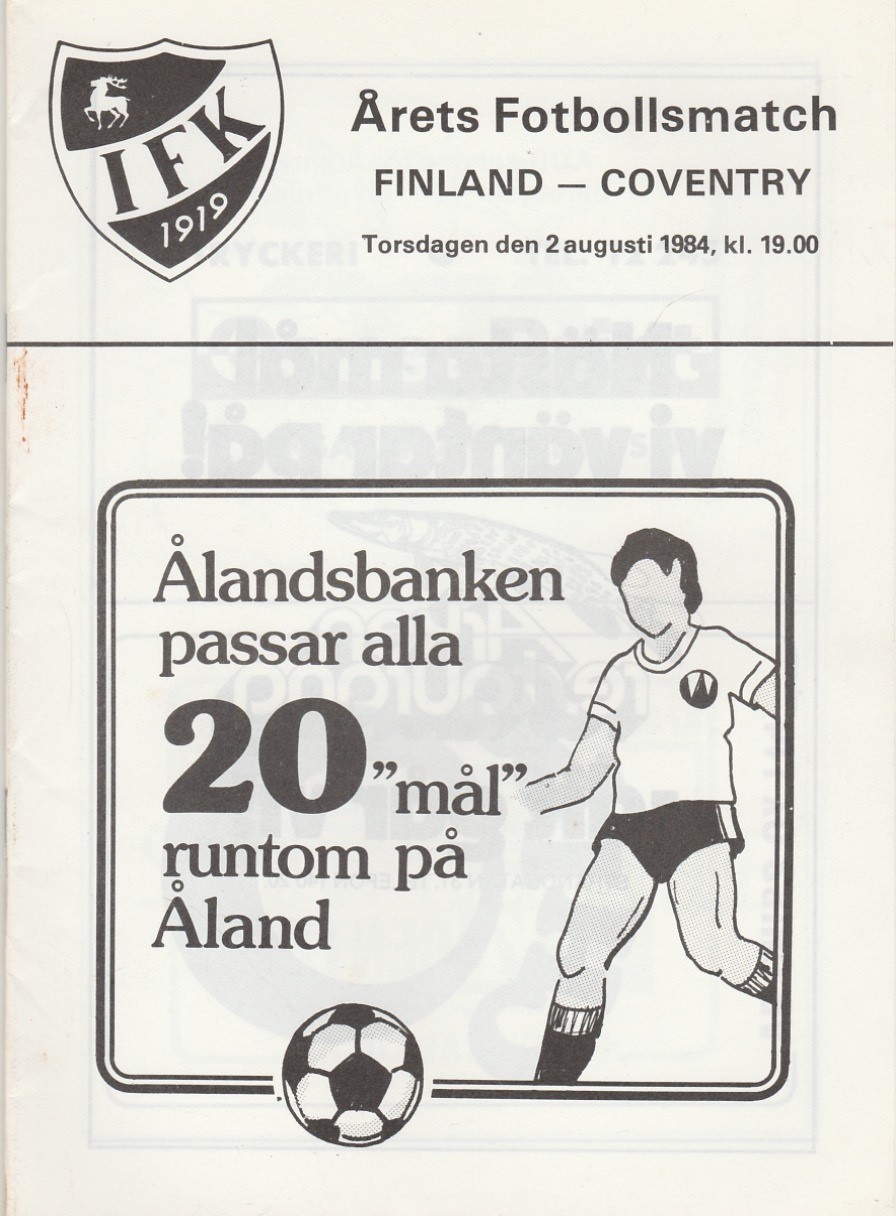 IFK
1919
Årets Fotbollsmatch
FINLAND — COVENTRY
Torsdagen den 2 augusti 1984, kl. 19.00
Ålandsbanken
passar alla
20 ”mål”
runtom på
Åland